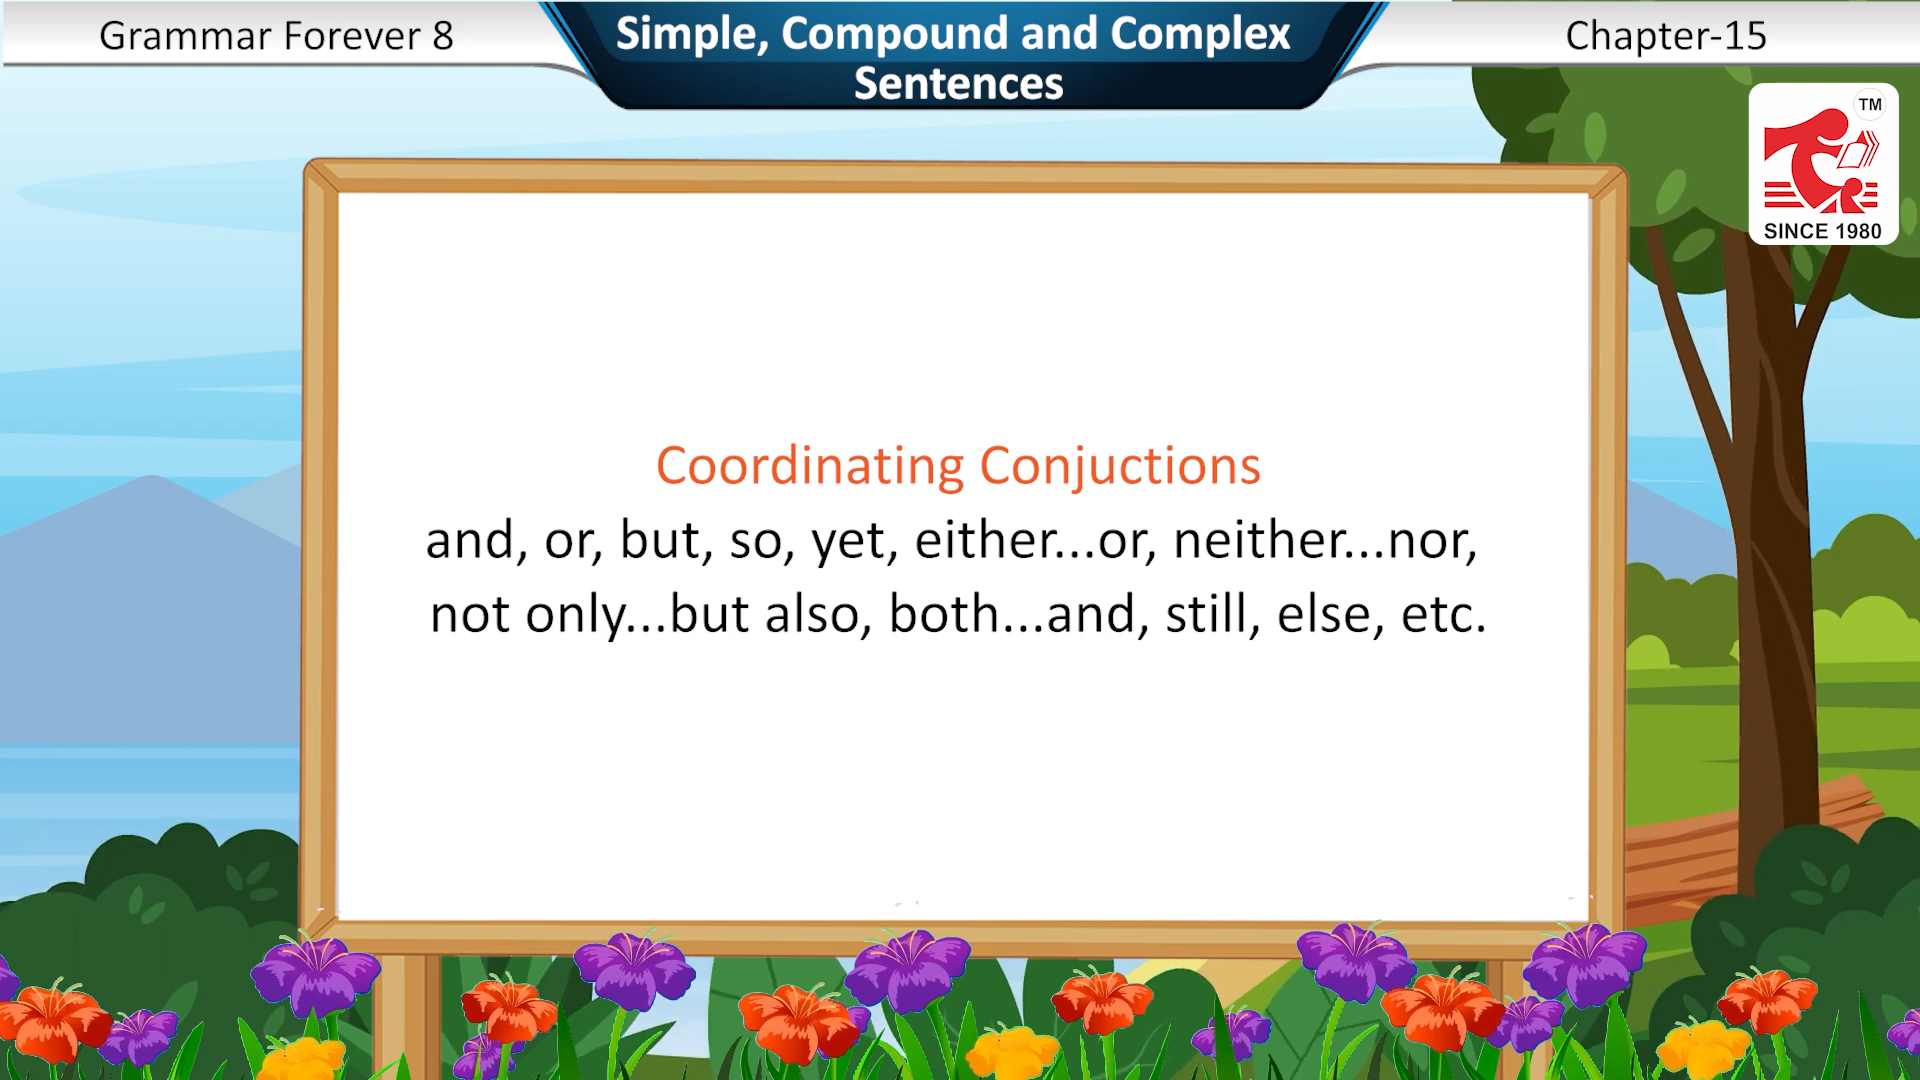 Grammar Forever 8
Simple, Compound and Complex
Sentences
Chapter-15
TM
SINCE 1980
Coordinating Conjuctions
and, or, but, so, yet, either...or, neither...nor,
not only...but also, both...and, still, else, etc.